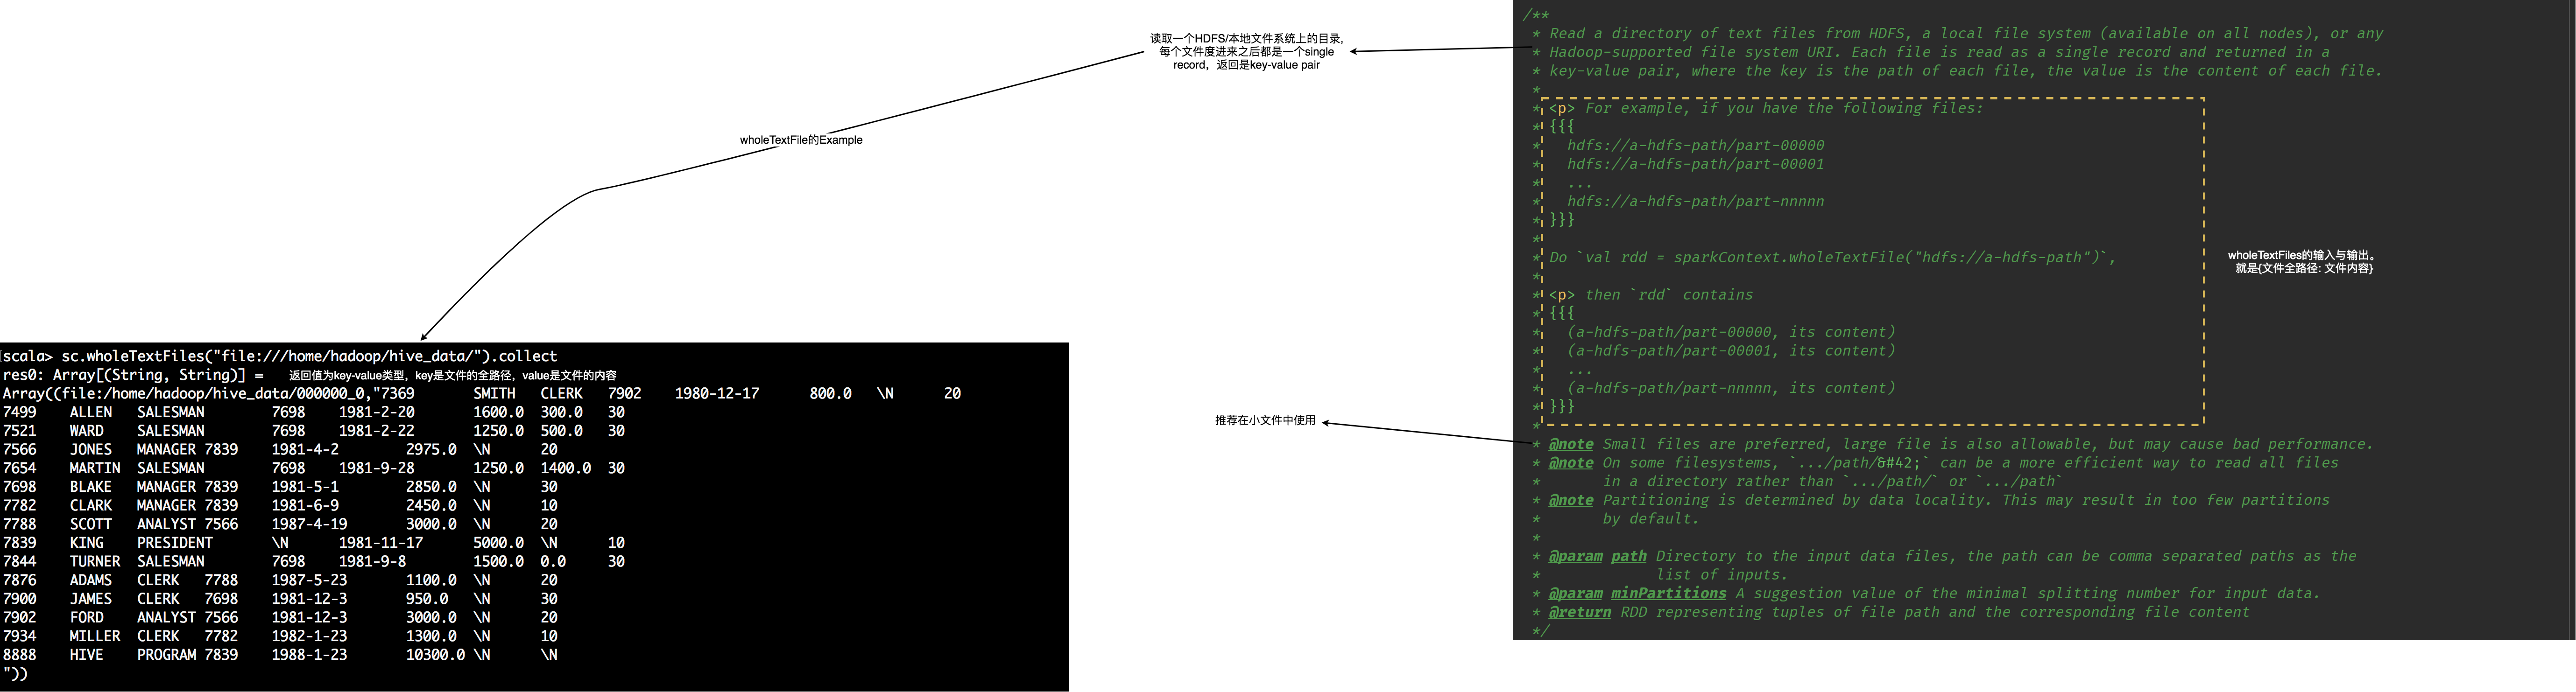 读取一个HDFS/本地文件系统上的目录,
每个文件度进来之后都是一个single
record，返回是key-value pair
wholeTextFile的Example
scala> sc.wholeTextFiles("file:///home/hadoop/hive_data/").collect
res0: Array[(String, String)] = 返回值为key-value类型，key是文件的全路径，value是文件的内容
Array((file:/home/hadoop/hive_data/000000_0,"7369 SMITH CLERK 7902 1980-12-17 800.0 \N 20
7499 ALLEN SALESMAN 7698 1981-2-20 1600.0 300.0 30
7521 WARD SALESMAN 7698 1981-2-22 1250.0 500.0 30
7566 JONES MANAGER 7839 1981-4-2 2975.0 \N 20
7654 MARTIN SALESMAN 7698 1981-9-28 1250.0 1400.0 30
7698 BLAKE MANAGER 7839 1981-5-1 2850.0 \N 30
7782 CLARK MANAGER 7839 1981-6-9 2450.0 \N 10
7788 SCOTT ANALYST 7566 1987-4-19 3000.0 \N 20
7839 KING PRESIDENT \N 1981-11-17 5000.0 \N 10
7844 TURNER SALESMAN 7698 1981-9-8 1500.0 0.0 30
7876 ADAMS CLERK 7788 1987-5-23 1100.0 \N 20
7900 JAMES CLERK 7698 1981-12-3 950.0 \N 30
7902 FORD ANALYST 7566 1981-12-3 3000.0 \N 20
7934 MILLER CLERK 7782 1982-1-23 1300.0 \N 10
8888 HIVE PROGRAM 7839 1988-1-23 10300.0 \N \N
"))
推荐在小文件中使用
/**
* Read a directory of text files from HDFS, a local file system (available on all nodes), or any
* Hadoop-supported file system URI. Each file is read as a single record and returned in a
* key-value pair, where the key is the path of each file, the value is the content of each file.
*
* <p> For example, if you have the following files:
* {{{
* hdfs://a-hdfs-path/part-00000
* hdfs://a-hdfs-path/part-00001
* ...
* hdfs://a-hdfs-path/part-nnnnn
* }}}
*
* Do `val rdd = sparkContext.wholeTextFile("hdfs://a-hdfs-path")`,
*
* <p> then `rdd` contains
* {{{
* (a-hdfs-path/part-00000, its content)
* (a-hdfs-path/part-00001, its content)
* ...
* (a-hdfs-path/part-nnnnn, its content)
* }}}
*
* @note Small files are preferred, large file is also allowable, but may cause bad performance.
* @note On some filesystems, `.../path/&#42;` can be a more efficient way to read all files
* in a directory rather than `.../path/` or `.../path`
* @note Partitioning is determined by data locality. This may result in too few partitions
* by default.
*
* @param path Directory to the input data files, the path can be comma separated paths as the
* list of inputs.
* @param minPartitions A suggestion value of the minimal splitting number for input data.
* @return RDD representing tuples of file path and the corresponding file content
*/
wholeTextFiles的输入与输出。
就是{文件全路径: 文件内容}